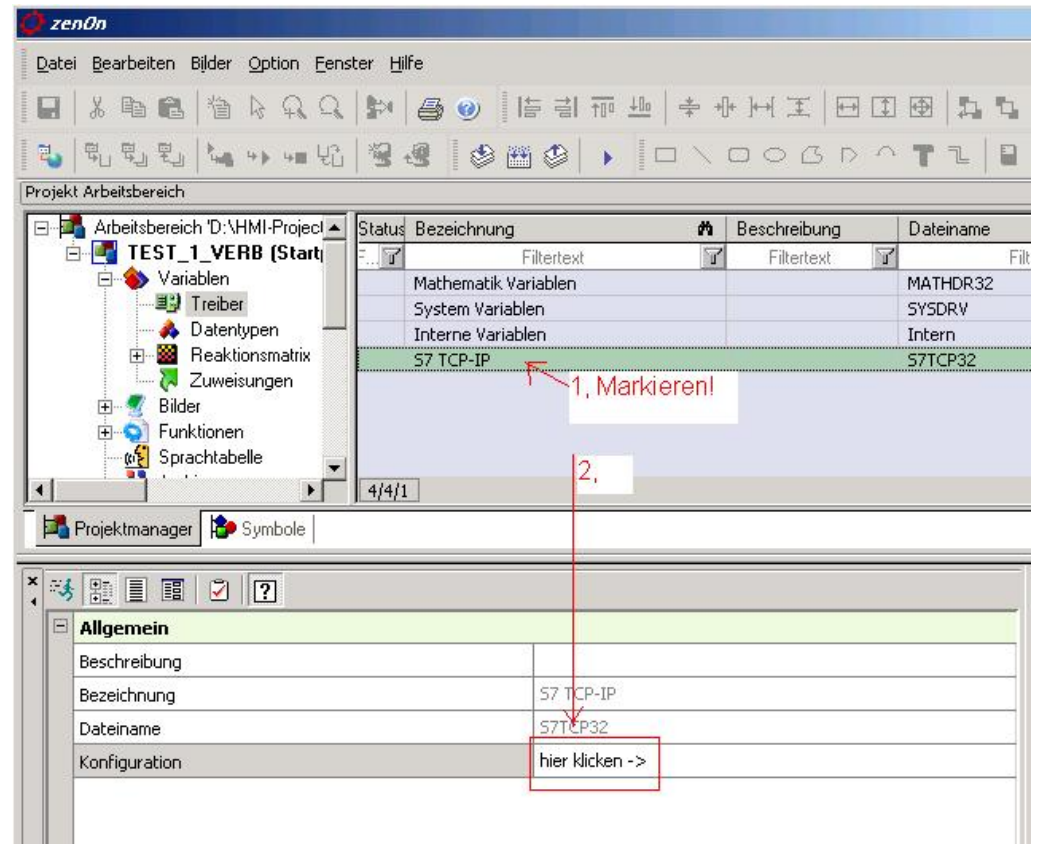 zenOn
Datei Bearbeiten Bilder Option Fenster Hilfe
Projekt Arbeitsbereich
Arbeitsbereich 'D:\HMI-Project
TEST_1_VERB (Start
Variablen
Treiber
Datentypen
Reaktionsmatrix
Zuweisungen
Bilder
Funktionen
Sprachtabelle
Status Bezeichnung Beschreibung Dateiname
F... Filtertext Filtertext Filt
Mathematik Variablen MATHDR32
System Variablen SYSDRV
Interne Variablen Intern
S7 TCP-IP S7TCP32
1, Markieren!
2,
4/4/1
Projektmanager Symbole
Allgemein
Beschreibung
Bezeichnung S7 TCP-IP
Dateiname S7TCP32
Konfiguration hier klicken ->